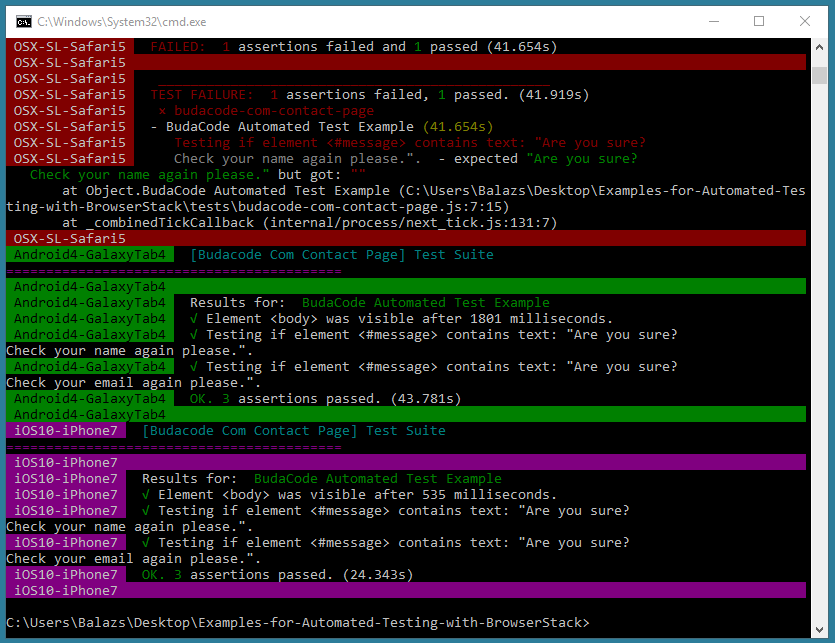 C:\Windows\System32\cmd.exe
OSX-SL-Safari5 FAILED: 1 assertions failed and 1 passed (41.654s)
OSX-SL-Safari5
OSX-SL-Safari5
OSX-SL-Safari5 TEST FAILURE: 1 assertions failed, 1 passed. (41.919s)
OSX-SL-Safari5 × budacode-com-contact-page
OSX-SL-Safari5 - BudaCode Automated Test Example (41.654s)
OSX-SL-Safari5 Testing if element <#message> contains text: "Are you sure?
OSX-SL-Safari5 Check your name again please.". - expected "Are you sure?
Check your name again please." but got: ""
at Object.BudaCode Automated Test Example (C:\Users\Balazs\Desktop\Examples-for-Automated-Tes
ting-with-BrowserStack\tests\budacode-com-contact-page.js:7:15)
at _combinedTickCallback (internal/process/next_tick.js:131:7)
OSX-SL-Safari5
Android4-GalaxyTab4 [Budacode Com Contact Page] Test Suite
==========================================
Android4-GalaxyTab4
Android4-GalaxyTab4 Results for: BudaCode Automated Test Example
Android4-GalaxyTab4 √ Element <body> was visible after 1801 milliseconds.
Android4-GalaxyTab4 √ Testing if element <#message> contains text: "Are you sure?
Check your name again please.".
Android4-GalaxyTab4 √ Testing if element <#message> contains text: "Are you sure?
Check your email again please.".
Android4-GalaxyTab4 OK. 3 assertions passed. (43.781s)
Android4-GalaxyTab4
iOS10-iPhone7 [Budacode Com Contact Page] Test Suite
==========================================
iOS10-iPhone7
iOS10-iPhone7 Results for: BudaCode Automated Test Example
iOS10-iPhone7 √ Element <body> was visible after 535 milliseconds.
iOS10-iPhone7 √ Testing if element <#message> contains text: "Are you sure?
Check your name again please.".
iOS10-iPhone7 √ Testing if element <#message> contains text: "Are you sure?
Check your email again please.".
iOS10-iPhone7 OK. 3 assertions passed. (24.343s)
iOS10-iPhone7
C:\Users\Balazs\Desktop\Examples-for-Automated-Testing-with-BrowserStack>